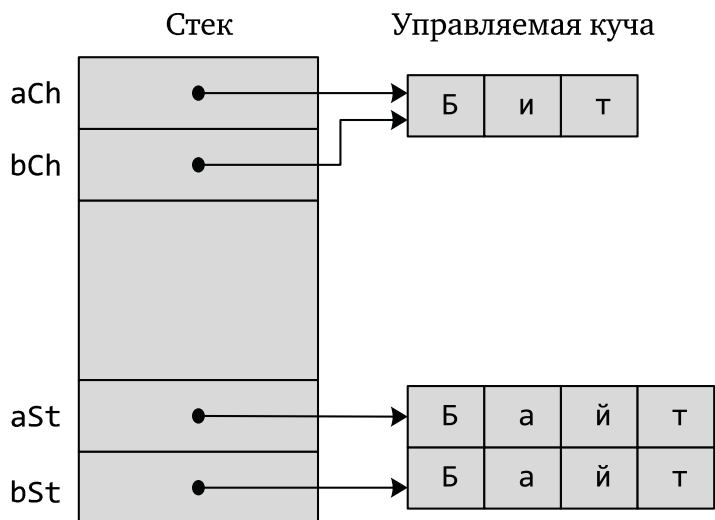 Стек Управляемая куча
aCh Б и т
bCh
aSt Б а й т
bSt Б а й т